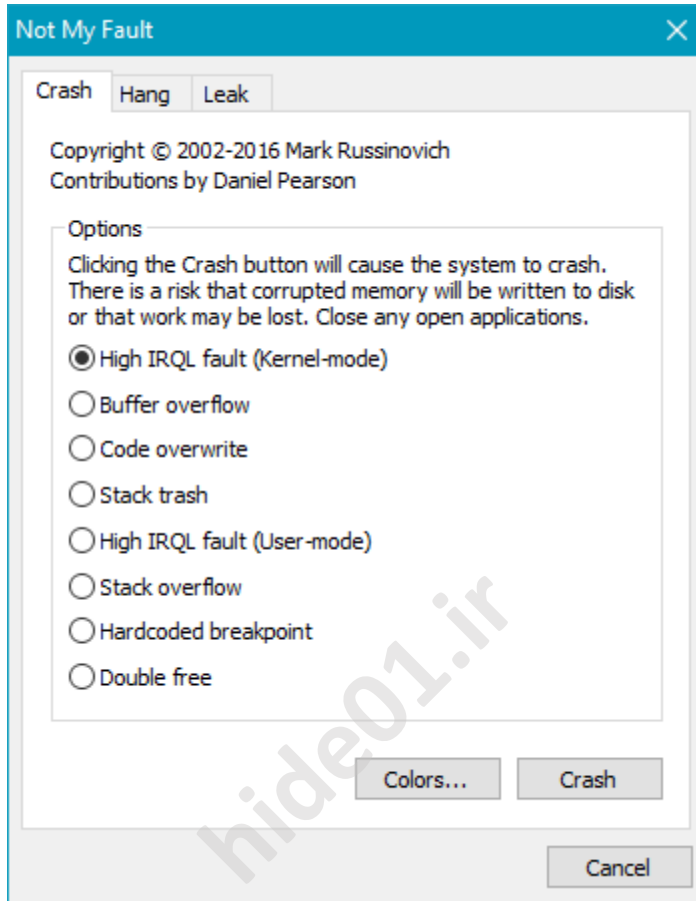 Not My Fault
Crash Hang Leak
Copyright © 2002-2016 Mark Russinovich
Contributions by Daniel Pearson
Options
Clicking the Crash button will cause the system to crash.
There is a risk that corrupted memory will be written to disk
or that work may be lost. Close any open applications.
High IRQL fault (Kernel-mode)
Buffer overflow
Code overwrite
Stack trash
High IRQL fault (User-mode)
Stack overflow
Hardcoded breakpoint
Double free
hide01.ir
Colors... Crash
Cancel